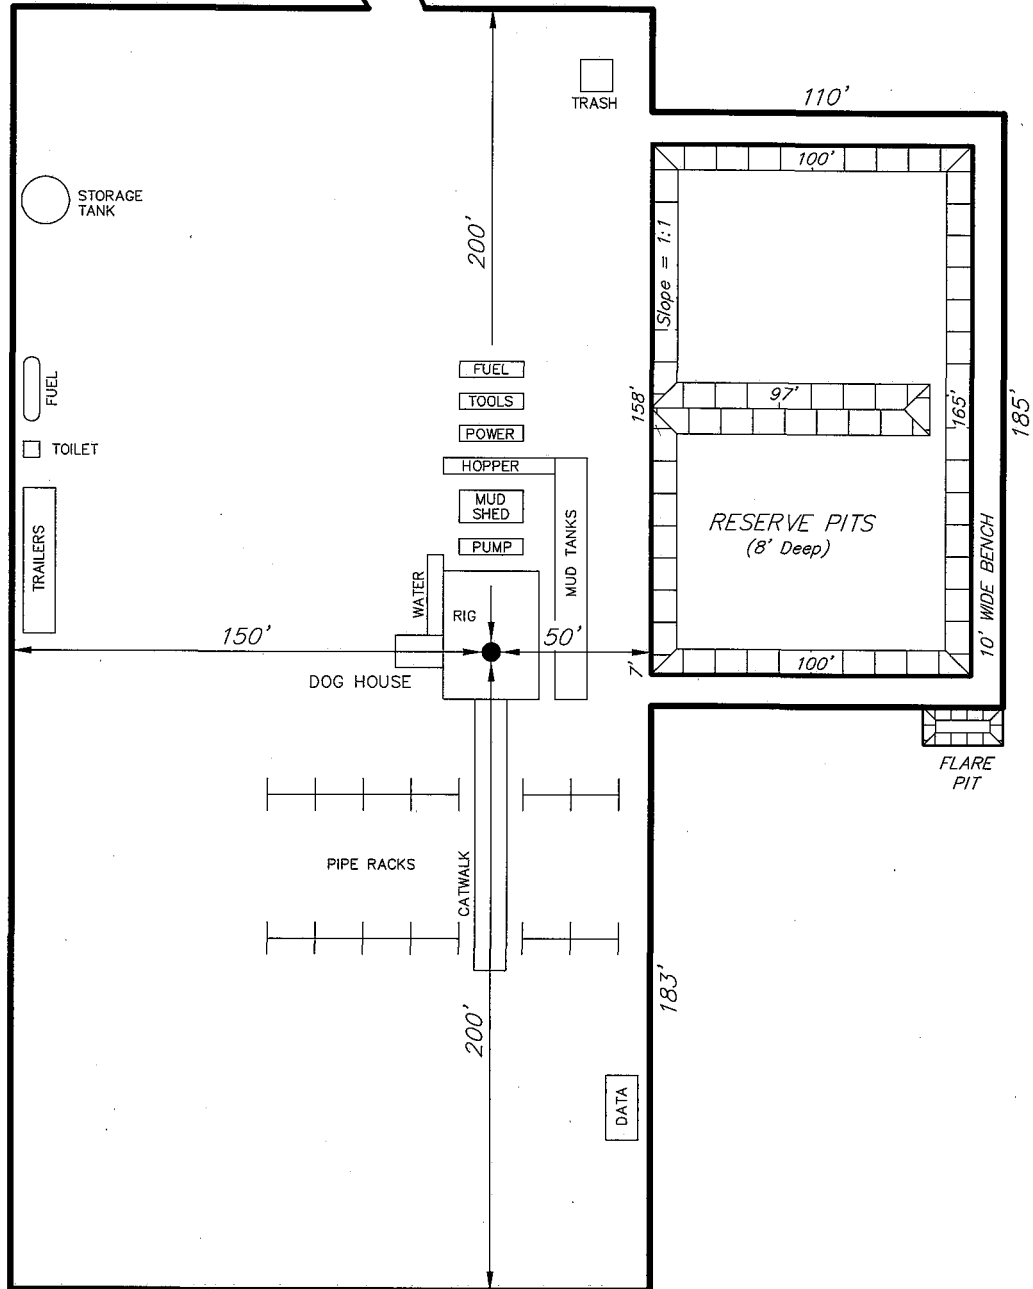 110'
TRASH
100'
STORAGE
TANK
200'
Slope = 1:1
FUEL
FUEL
TOOLS
97'
158'
165'
185'
POWER
TOILET
HOPPER
MUD
SHED
RESERVE PITS
(8' Deep)
TRAILERS
PUMP
MUD TANKS
WATER
RIG
10' WIDE BENCH
150'
50'
7'
100'
DOG HOUSE
FLARE
PIT
PIPE RACKS
CATWALK
183'
200'
DATA